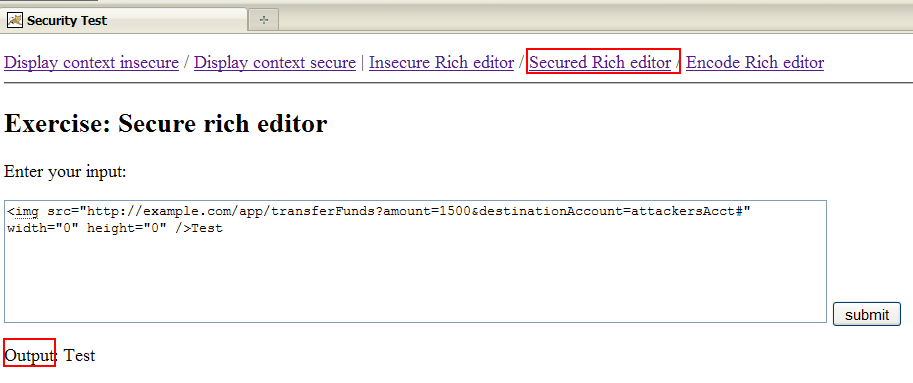 Security Test
Display context insecure / Display context secure | Insecure Rich editor / Secured Rich editor / Encode Rich editor
Exercise: Secure rich editor
Enter your input:
<img src="http://example.com/app/transferFunds?amount=1500&destinationAccount=attackersAcct#"
width="0" height="0" />Test
submit
Output: Test